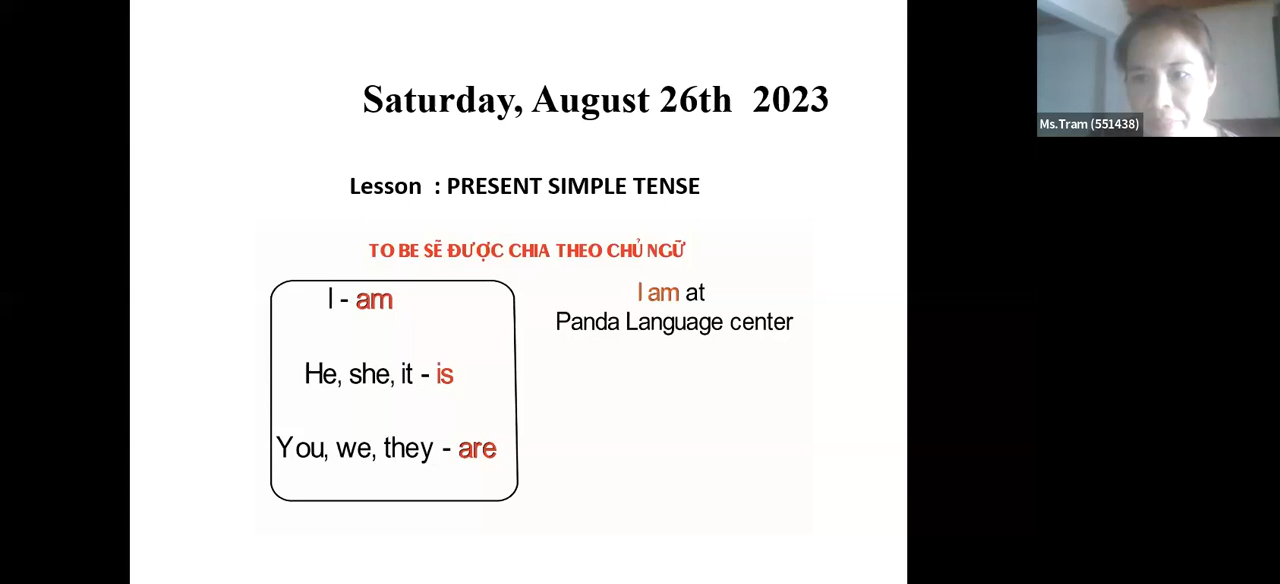 Saturday, August 26th 2023
Ms.Tram (551438)
Lesson : PRESENT SIMPLE TENSE
TO BE SẼ ĐƯỢC CHIA THEO CHỦ NGỮ
I - am
He, she, it - is
You, we, they - are
I am at
Panda Language center